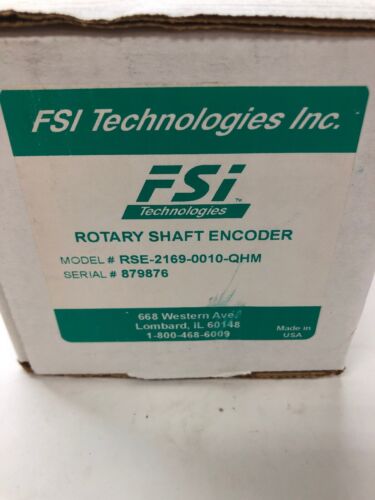 FSI Technologies Inc.
FSi™
Technologies
ROTARY SHAFT ENCODER
MODEL # RSE-2169-0010-QHM
SERIAL # 879876
668 Western Ave.
Lombard, IL 60148
1-800-468-6009
Made in
USA